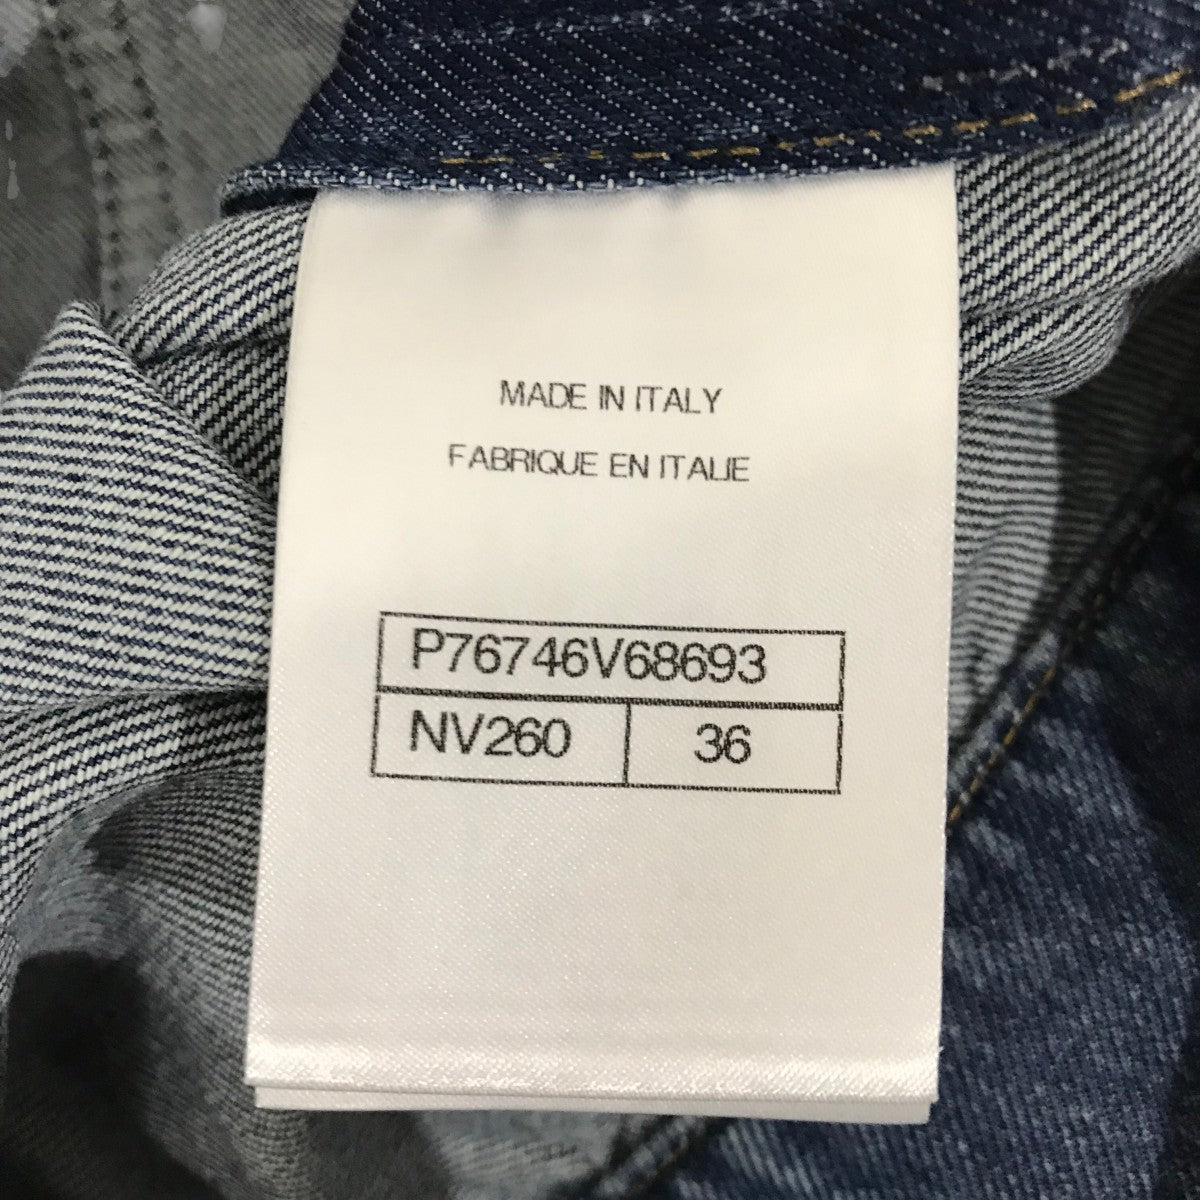 MADE IN ITALY
FABRIQUE EN ITALIE
P76746V68693
NV260 36